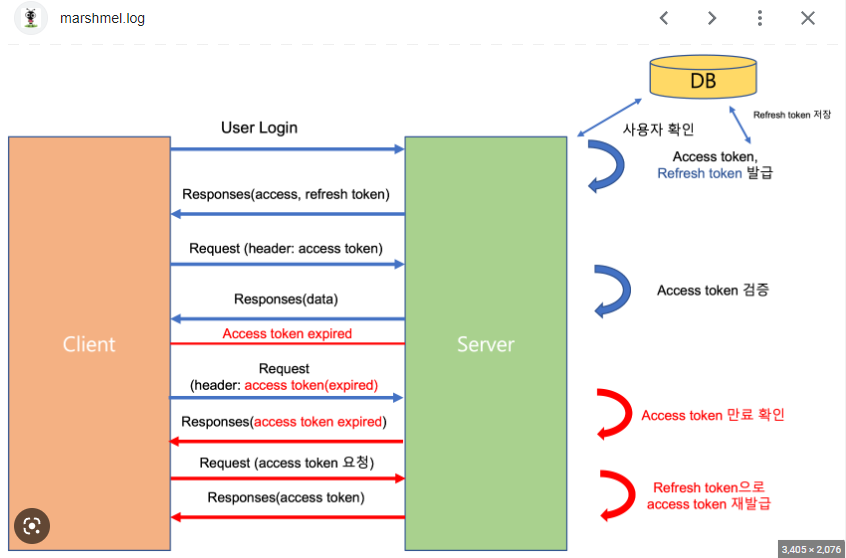 marshmel.log
DB
Refresh token 저장
User Login
사용자 확인
Access token,
Refresh token 발급
Responses(access, refresh token)
Request (header: access token)
Access token 검증
Responses(data)
Access token expired
Client
Server
Request
(header: access token(expired)
Access token 만료 확인
Responses(access token expired)
Request (access token 요청)
Refresh token으로
access token 재발급
Responses(access token)
3,405 × 2,076